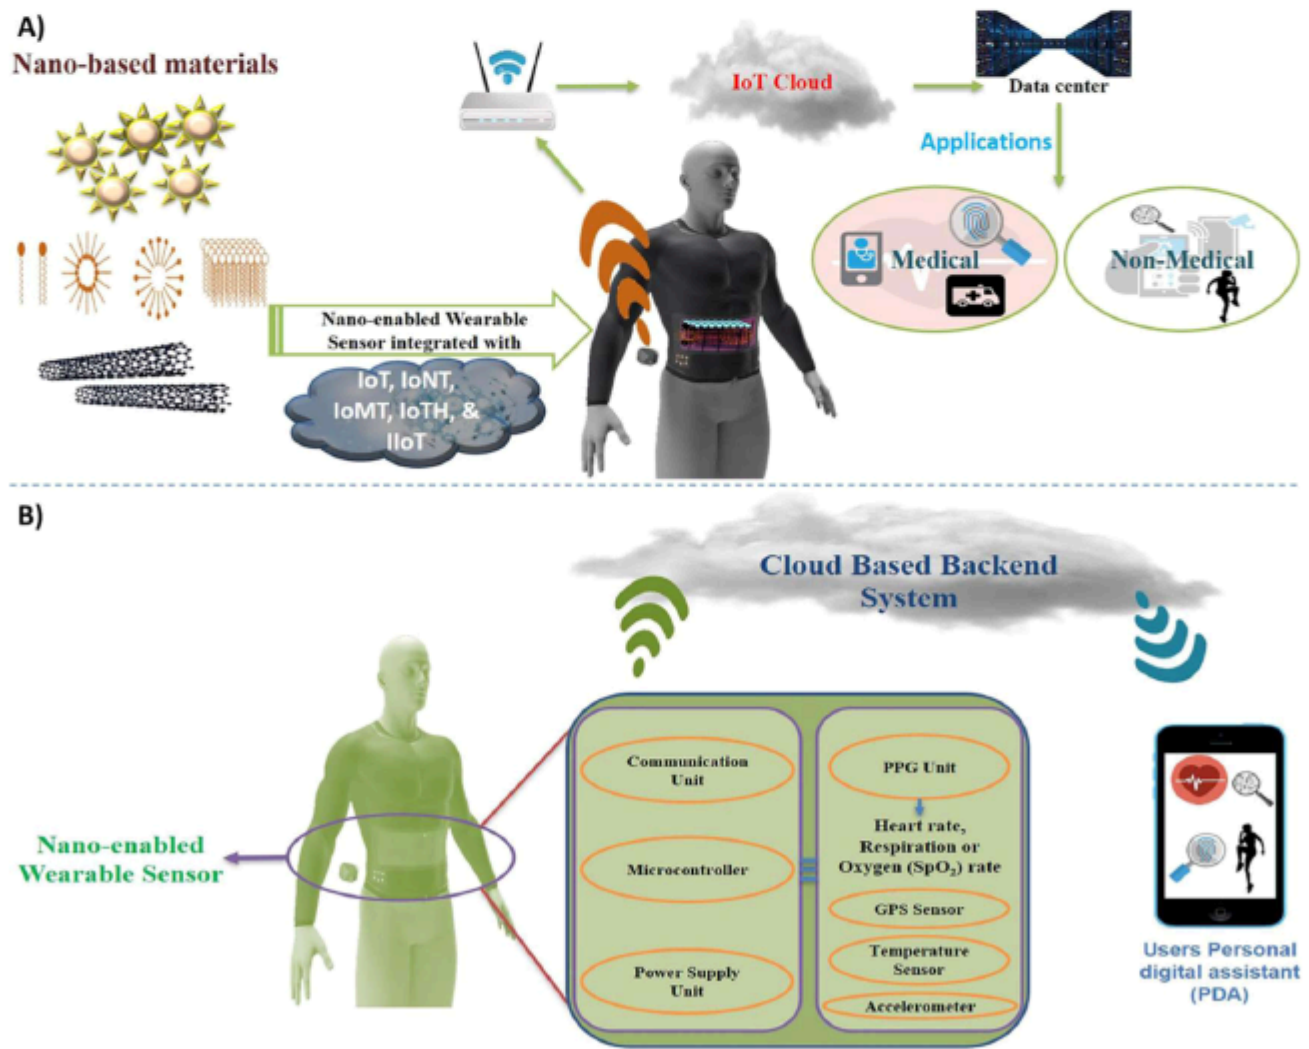 A)
Nano-based materials
IoT Cloud
Data center
Applications
Medical
Non-Medical
Nano-enabled Wearable
Sensor integrated with
IoT, IoNT,
IoMT, IoTH, &
IIoT
B)
Cloud Based Backend
System
Nano-enabled
Wearable Sensor
Communication
Unit
Microcontroller
Power Supply
Unit
PPG Unit
Heart rate,
Respiration or
Oxygen (SpO₂) rate
GPS Sensor
Temperature
Sensor
Accelerometer
Users Personal
digital assistant
(PDA)